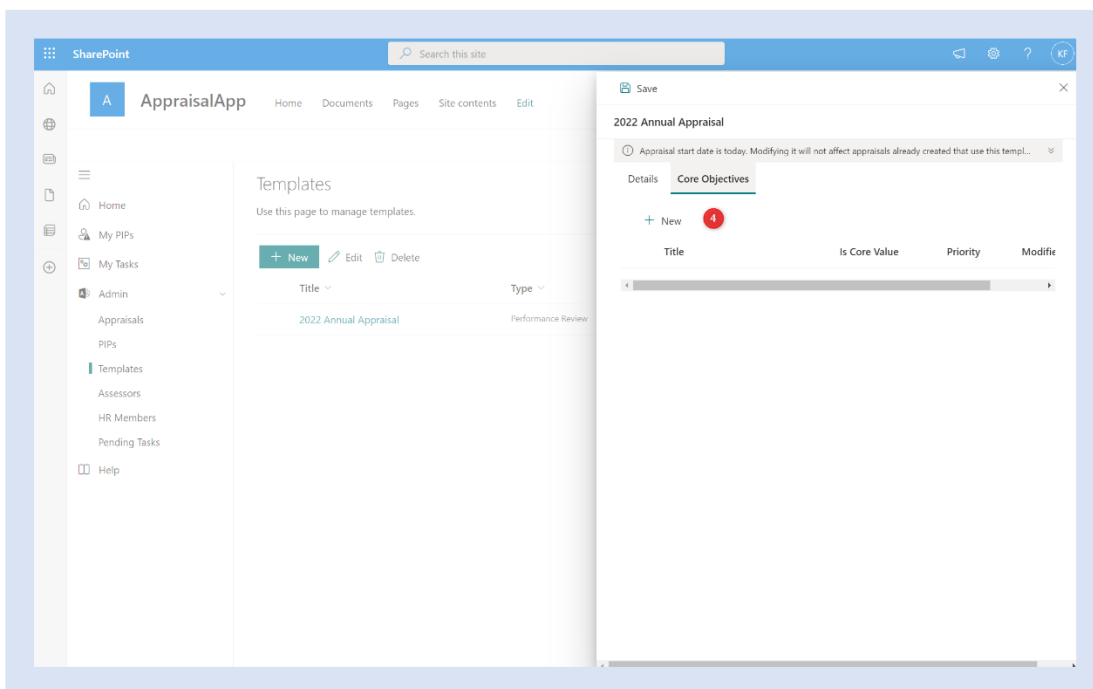 SharePoint
Search this site
KF
A
AppraisalApp
Home
Documents
Pages
Site contents
Edit
Home
My PIPs
My Tasks
Admin
Appraisals
PIPs
Templates
Assessors
HR Members
Pending Tasks
Help
Templates
Use this page to manage templates.
+ New
Edit
Delete
Title
Type
2022 Annual Appraisal
Performance Review
Save
2022 Annual Appraisal
Appraisal start date is today. Modifying it will not affect appraisals already created that use this templ...
Details
Core Objectives
+ New
4
Title
Is Core Value
Priority
Modifie